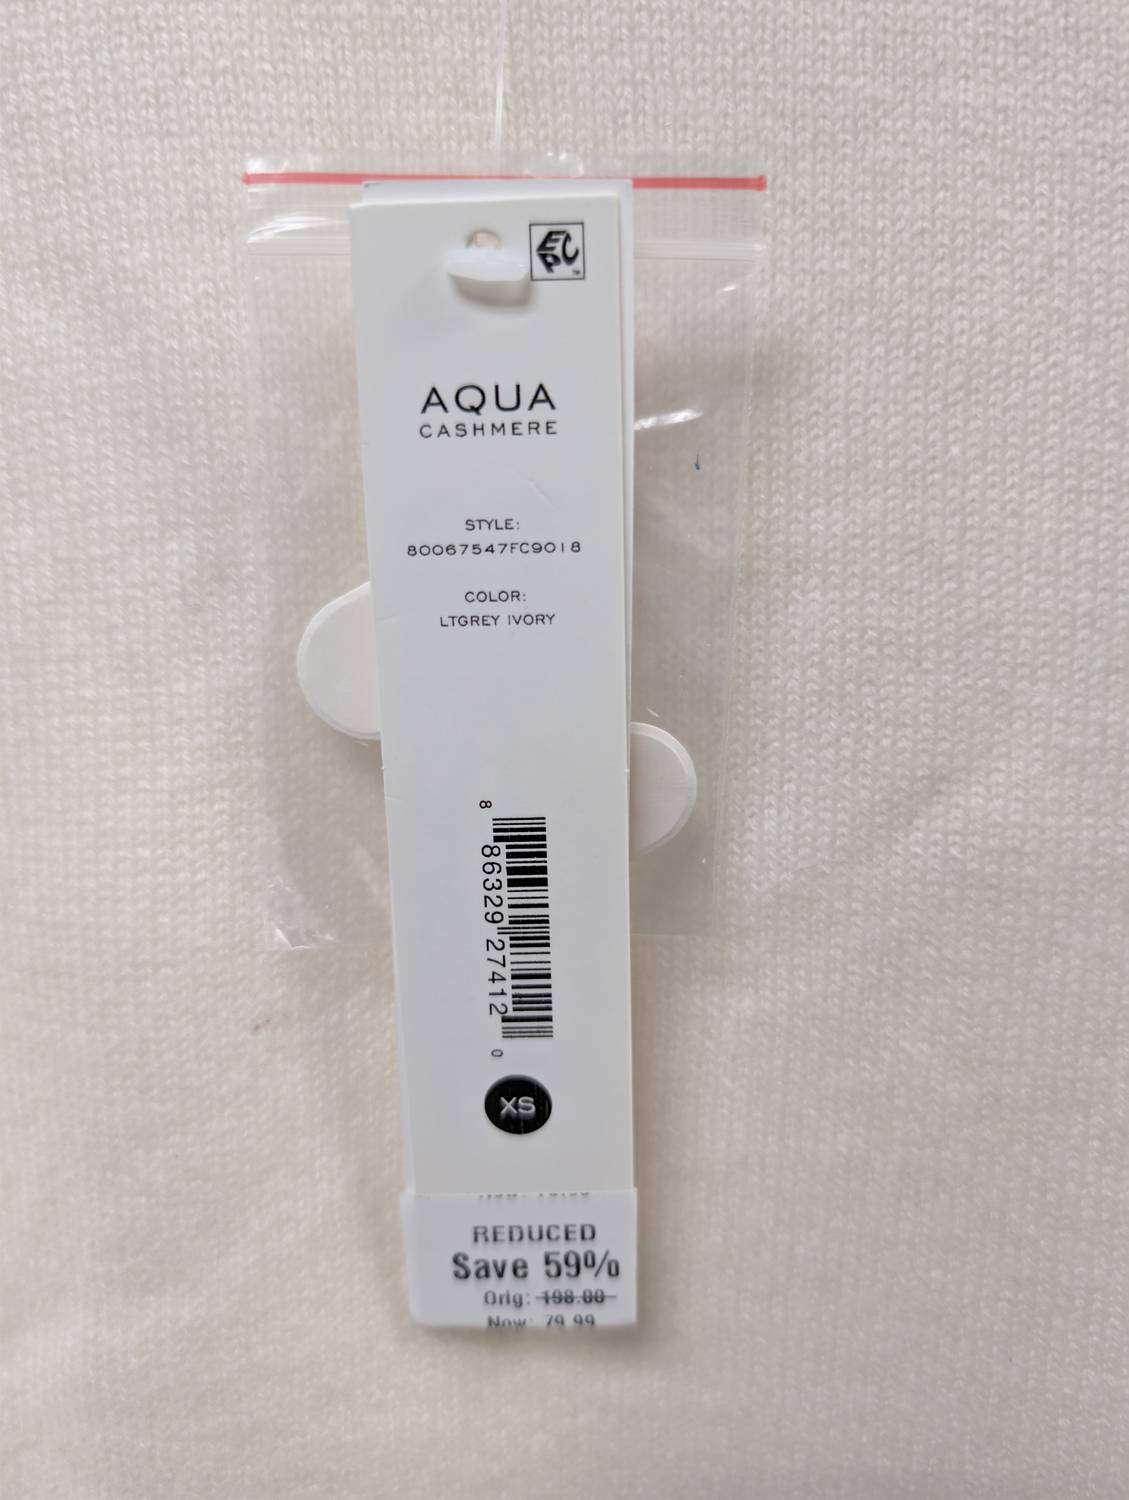 EPC
™
AQUA
CASHMERE
STYLE:
80067547FC9018
COLOR:
LTGREY IVORY
8 86329 27412 0
XS
REDUCED
Save 59%
Orig: 198.00
Now: 79.99